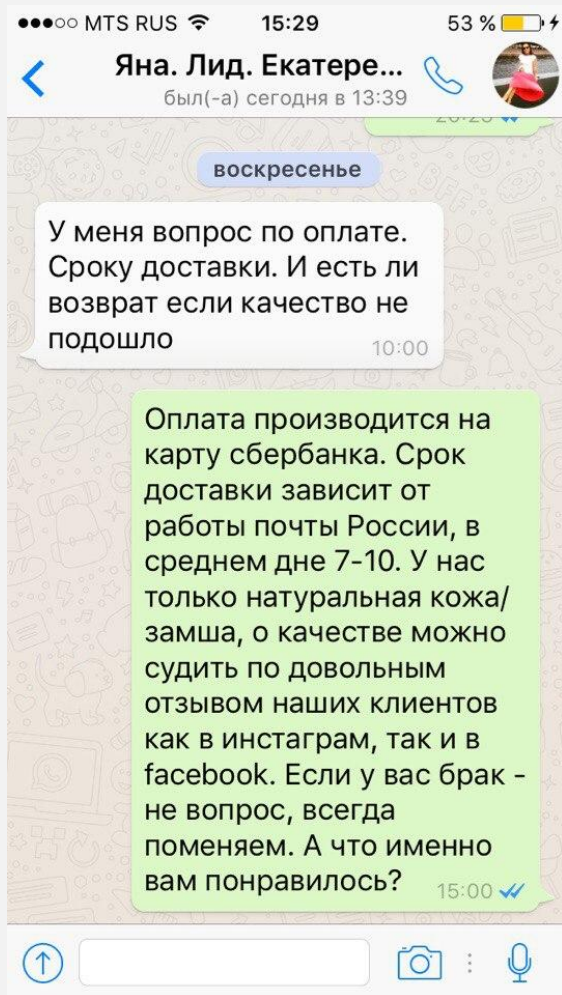 MTS RUS 15:29 53 %
Яна. Лид. Екатере...
был(-а) сегодня в 13:39
воскресенье
У меня вопрос по оплате.
Сроку доставки. И есть ли
возврат если качество не
подошло
10:00
Оплата производится на
карту сбербанка. Срок
доставки зависит от
работы почты России, в
среднем дне 7-10. У нас
только натуральная кожа/
замша, о качестве можно
судить по довольным
отзывом наших клиентов
как в инстаграм, так и в
facebook. Если у вас брак -
не вопрос, всегда
поменяем. А что именно
вам понравилось?
15:00